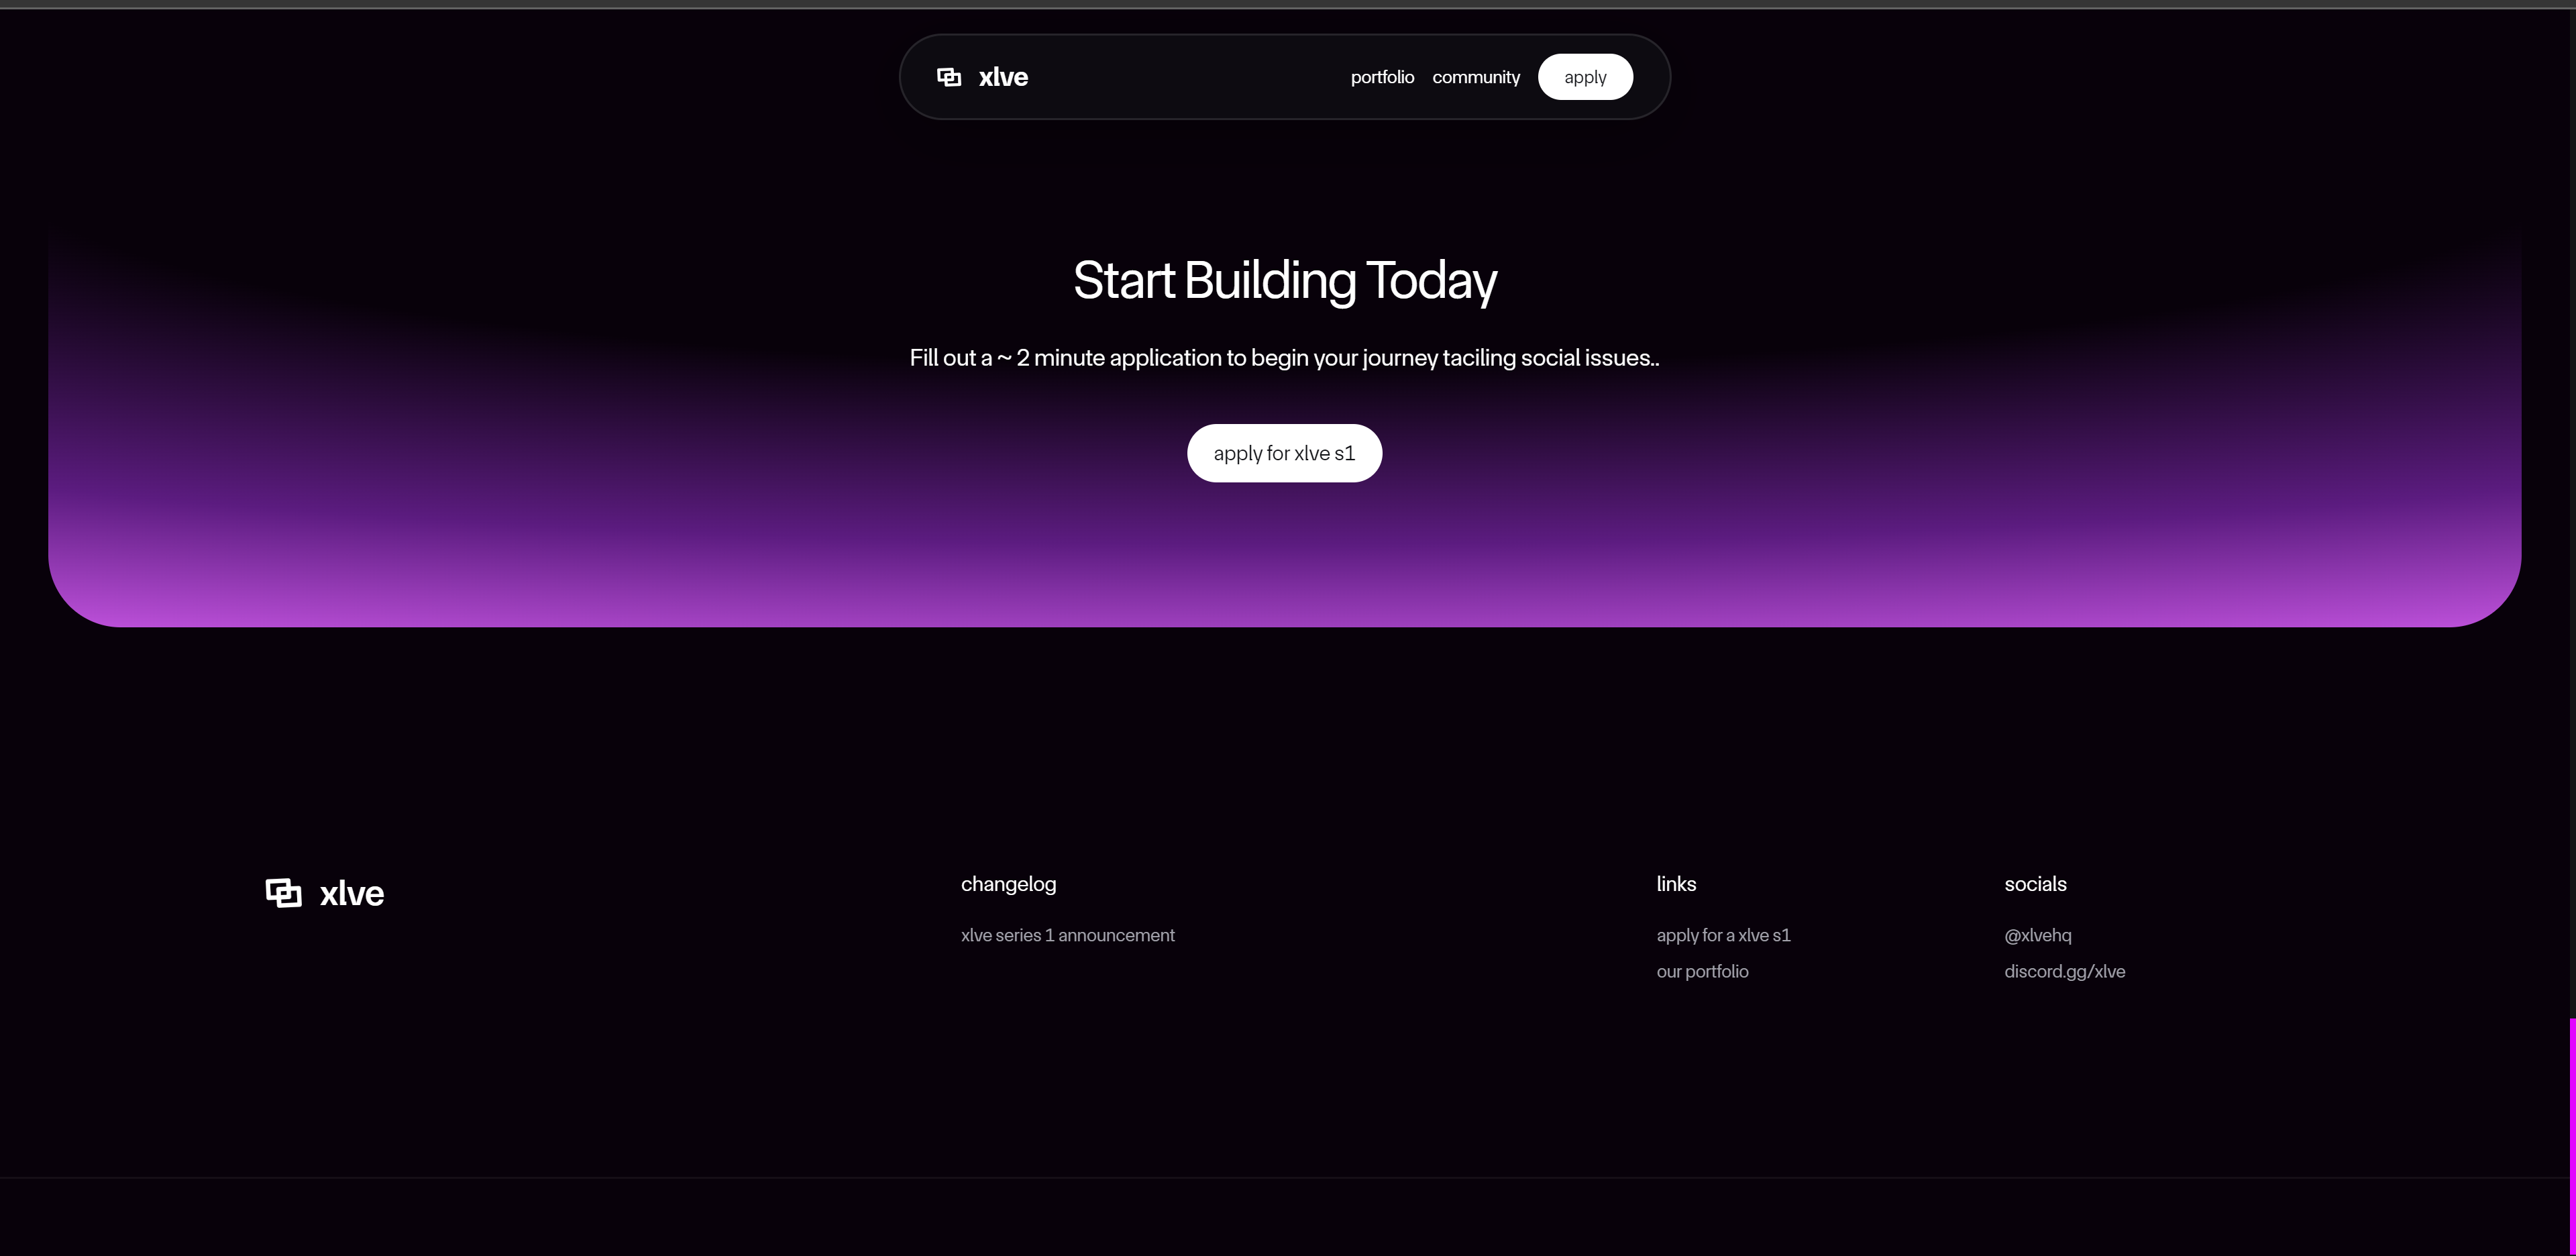 xlve
portfolio community apply
Start Building Today
Fill out a ~ 2 minute application to begin your journey taciling social issues..
apply for xlve s1
xlve
changelog
xlve series 1 announcement
links
apply for a xlve s1
our portfolio
socials
@xlvehq
discord.gg/xlve